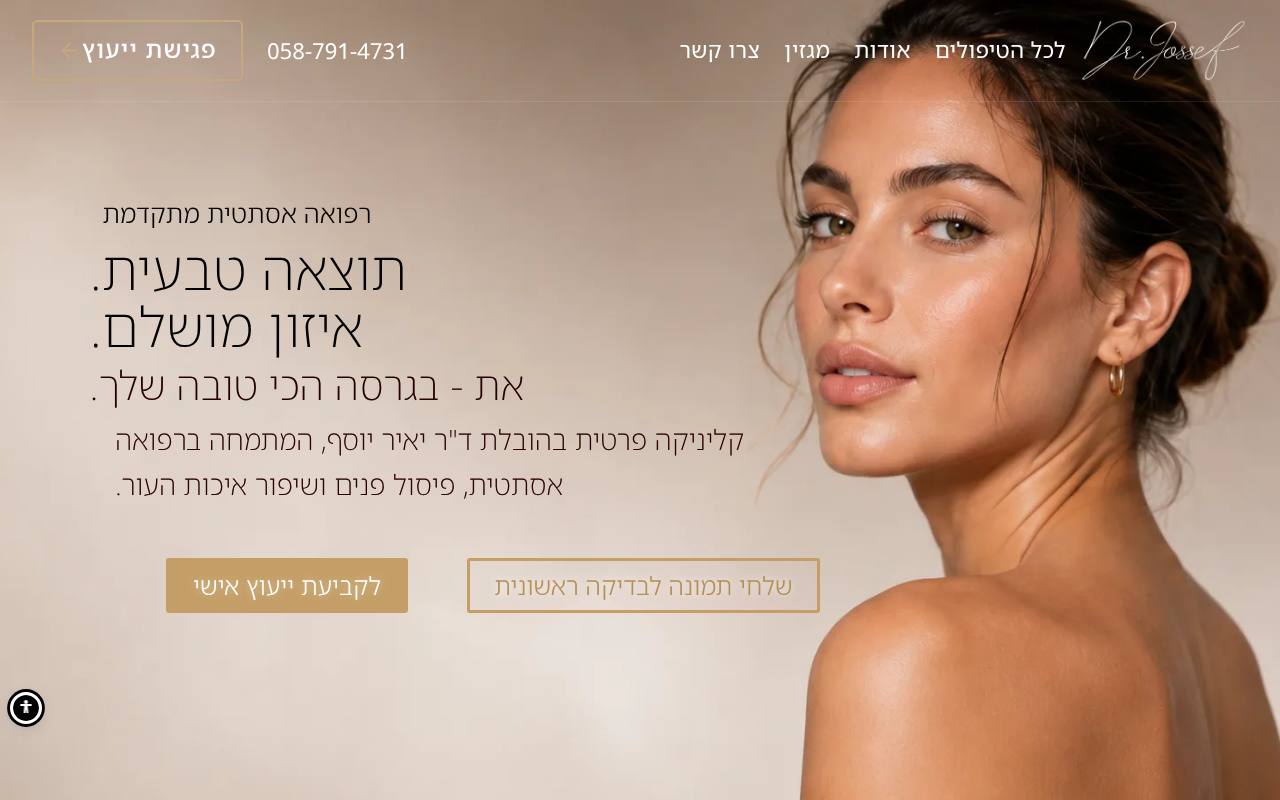 Dr. Jossef
לכל הטיפולים
אודות
מגזין
צרו קשר
058-791-4731
פגישת ייעוץ ←
רפואה אסתטית מתקדמת
תוצאה טבעית.
איזון מושלם.
את - בגרסה הכי טובה שלך.
קליניקה פרטית בהובלת ד"ר יאיר יוסף, המתמחה ברפואה
אסתטית, פיסול פנים ושיפור איכות העור.
שלחי תמונה לבדיקה ראשונית
לקביעת ייעוץ אישי